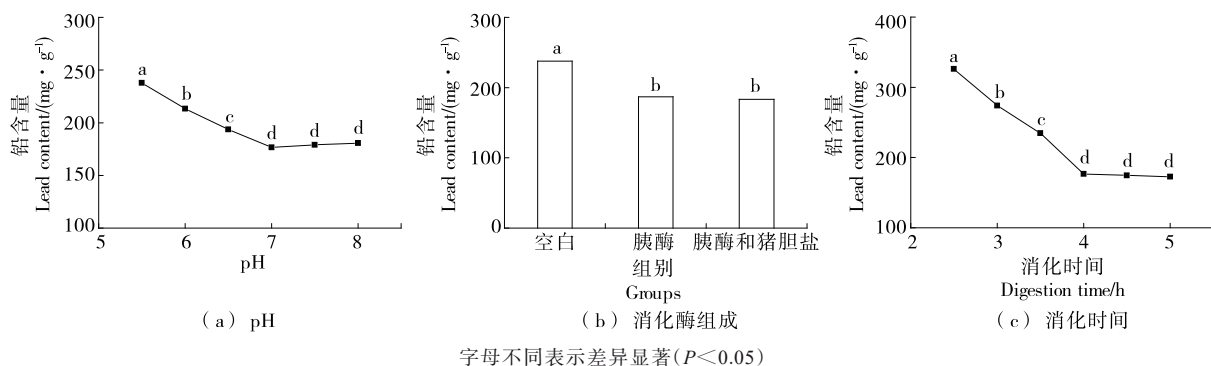 300
250
200
150
100
铅含量
Lead content/(mg · g⁻¹)
a
b
c
d
d
d
5
6
7
8
pH
(a) pH
300
200
100
0
铅含量
Lead content/(mg · g⁻¹)
a
b
b
空白
胰酶
胰酶和猪胆盐
组别
Groups
(b) 消化酶组成
400
300
200
100
铅含量
Lead content/(mg · g⁻¹)
a
b
c
d
d
d
2
3
4
5
消化时间
Digestion time/h
(c) 消化时间
字母不同表示差异显著(P<0.05)